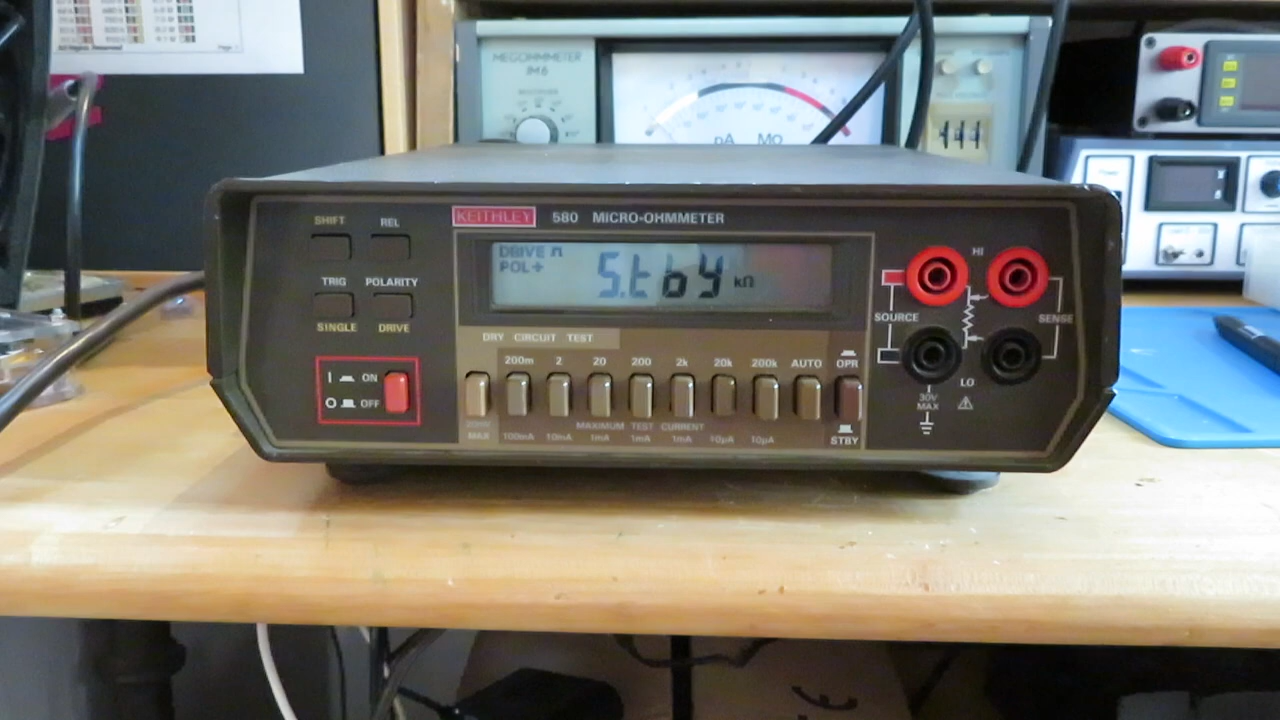 MEGOHMMETER
IM6
pA MΩ
KEITHLEY 580 MICRO-OHMMETER
SHIFT REL
TRIG POLARITY
SINGLE DRIVE
I ON
O OFF
DRIVE ⊓
POL+
S.tby kΩ
DRY CIRCUIT TEST
200m 2 20 200 2k 20k 200k AUTO OPR
20mV MAX
MAXIMUM TEST CURRENT
100mA 10mA 1mA 1mA 1mA 10µA 10µA
STBY
HI
SOURCE SENSE
LO
30V
MAX